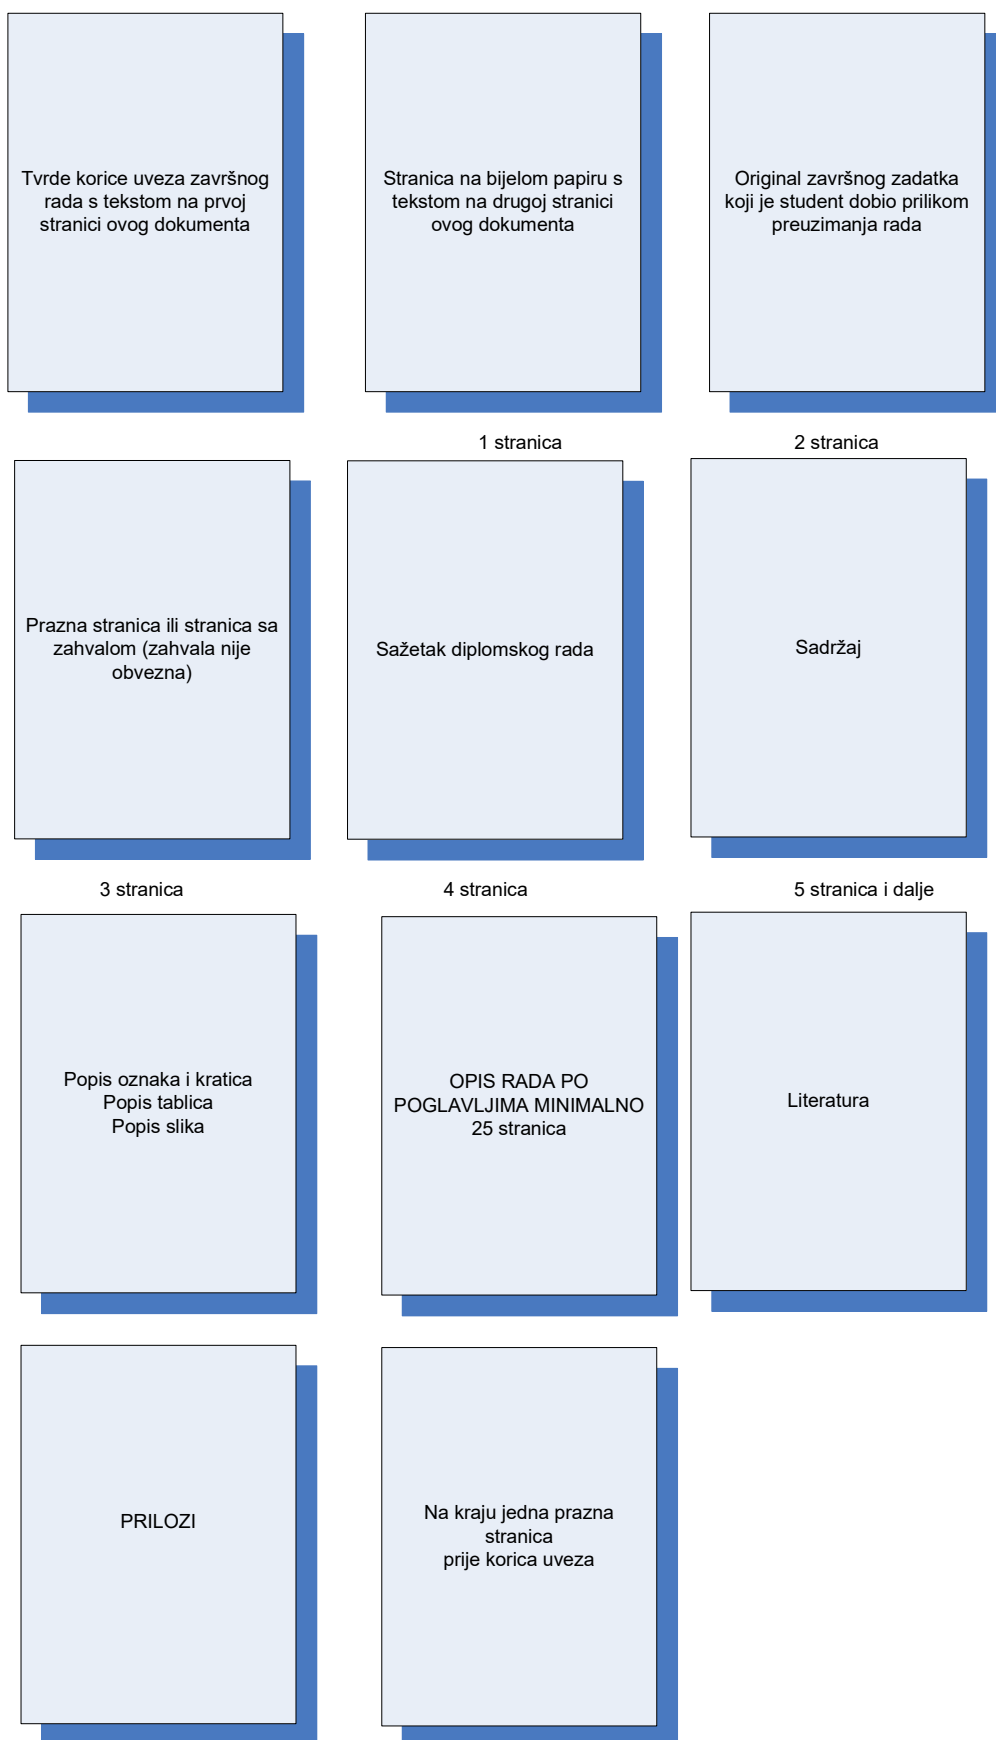 Tvrde korice uveza završnog
rada s tekstom na prvoj
stranici ovog dokumenta
Stranica na bijelom papiru s
tekstom na drugoj stranici
ovog dokumenta
Original završnog zadatka
koji je student dobio prilikom
preuzimanja rada
1 stranica
2 stranica
Prazna stranica ili stranica sa
zahvalom (zahvala nije
obvezna)
Sažetak diplomskog rada
Sadržaj
3 stranica
4 stranica
5 stranica i dalje
Popis oznaka i kratica
Popis tablica
Popis slika
OPIS RADA PO
POGLAVLJIMA MINIMALNO
25 stranica
Literatura
PRILOZI
Na kraju jedna prazna
stranica
prije korica uveza